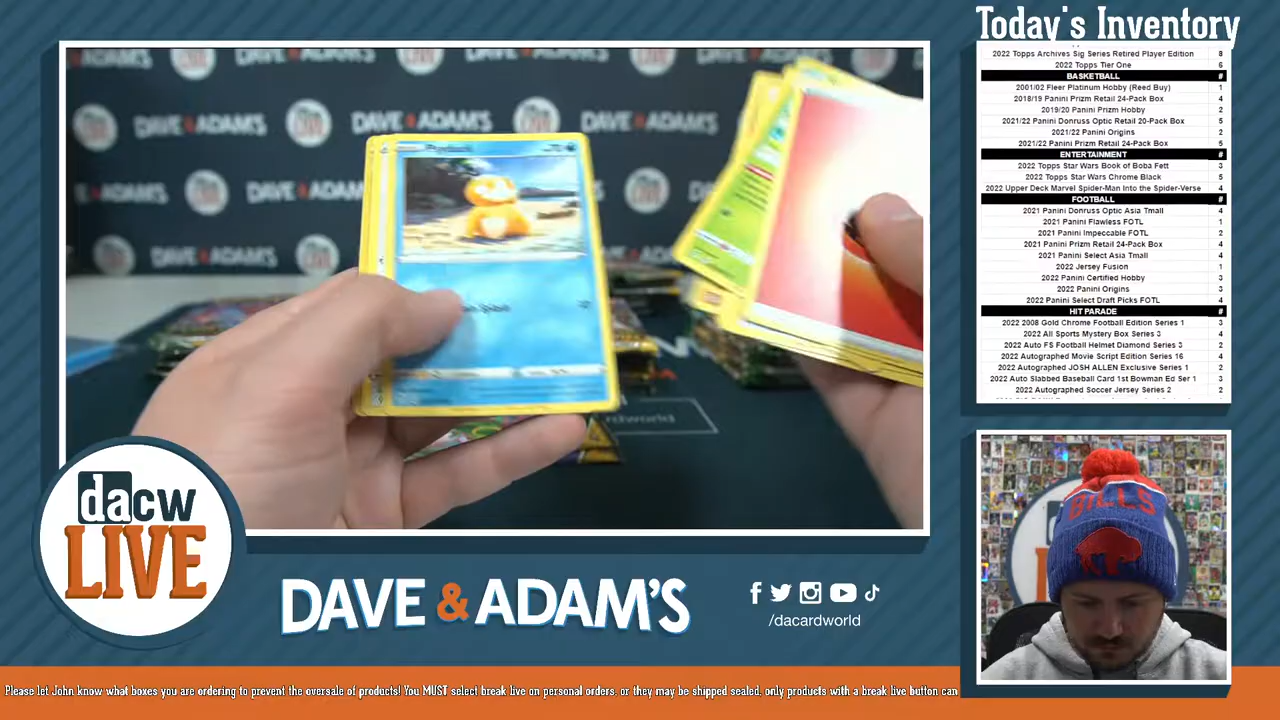 Today's Inventory
2022 Topps Archives Sig Series Retired Player Edition 8
2022 Topps Tier One 6
BASKETBALL #
2001/02 Fleer Platinum Hobby (Reed Buy) 1
2018/19 Panini Prizm Retail 24-Pack Box 4
2019/20 Panini Prizm Hobby 2
2021/22 Panini Donruss Optic Retail 20-Pack Box 5
2021/22 Panini Origins 2
2021/22 Panini Prizm Retail 24-Pack Box 5
ENTERTAINMENT #
2022 Topps Star Wars Book of Boba Fett 3
2022 Topps Star Wars Chrome Black 5
2022 Upper Deck Marvel Spider-Man Into the Spider-Verse 4
FOOTBALL #
2021 Panini Donruss Optic Asia Tmall 4
2021 Panini Flawless FOTL 1
2021 Panini Impeccable FOTL 2
2021 Panini Prizm Retail 24-Pack Box 4
2021 Panini Select Asia Tmall 4
2022 Jersey Fusion 1
2022 Panini Certified Hobby 3
2022 Panini Origins 3
2022 Panini Select Draft Picks FOTL 4
HIT PARADE #
2022 2008 Gold Chrome Football Edition Series 1 3
2022 All Sports Mystery Box Series 3 4
2022 Auto FS Football Helmet Diamond Series 3 2
2022 Autographed Movie Script Edition Series 16 4
2022 Autographed JOSH ALLEN Exclusive Series 1 2
2022 Auto Slabbed Baseball Card 1st Bowman Ed Ser 1 3
2022 Autographed Soccer Jersey Series 2 2
DAVE & ADAM'S
DAVE & ADAM'S
DAVE & ADAM'S
DAVE & ADAM'S
BILLS
dacw
LIVE
DAVE & ADAM'S
/dacardworld
Please let John know what boxes you are ordering to prevent the oversale of products! You MUST select break live on personal orders, or they may be shipped sealed, only products with a break live button can